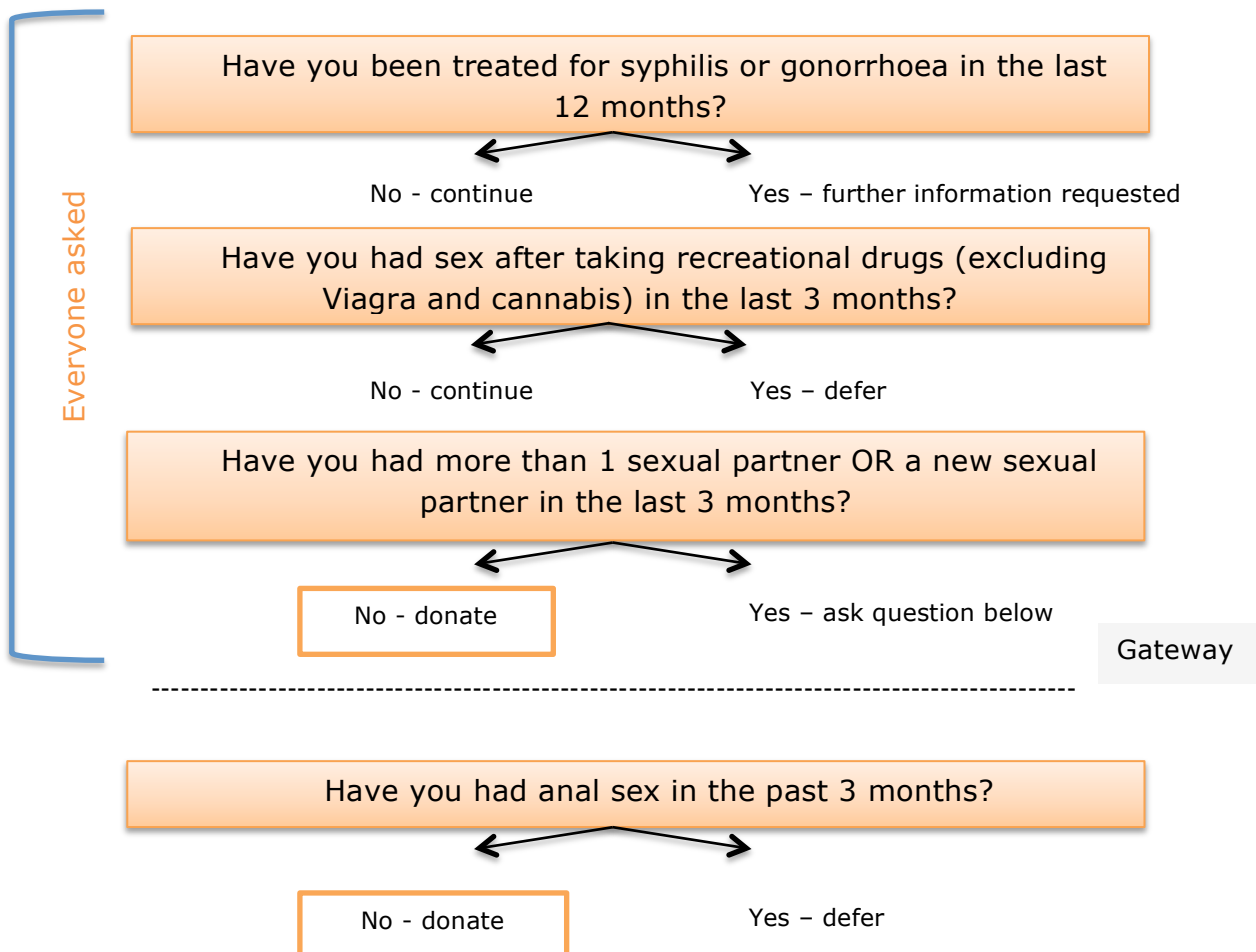 Everyone asked
Have you been treated for syphilis or gonorrhoea in the last
12 months?
No - continue
Yes – further information requested
Have you had sex after taking recreational drugs (excluding
Viagra and cannabis) in the last 3 months?
No - continue
Yes – defer
Have you had more than 1 sexual partner OR a new sexual
partner in the last 3 months?
No - donate
Yes – ask question below
Gateway
Have you had anal sex in the past 3 months?
No - donate
Yes – defer